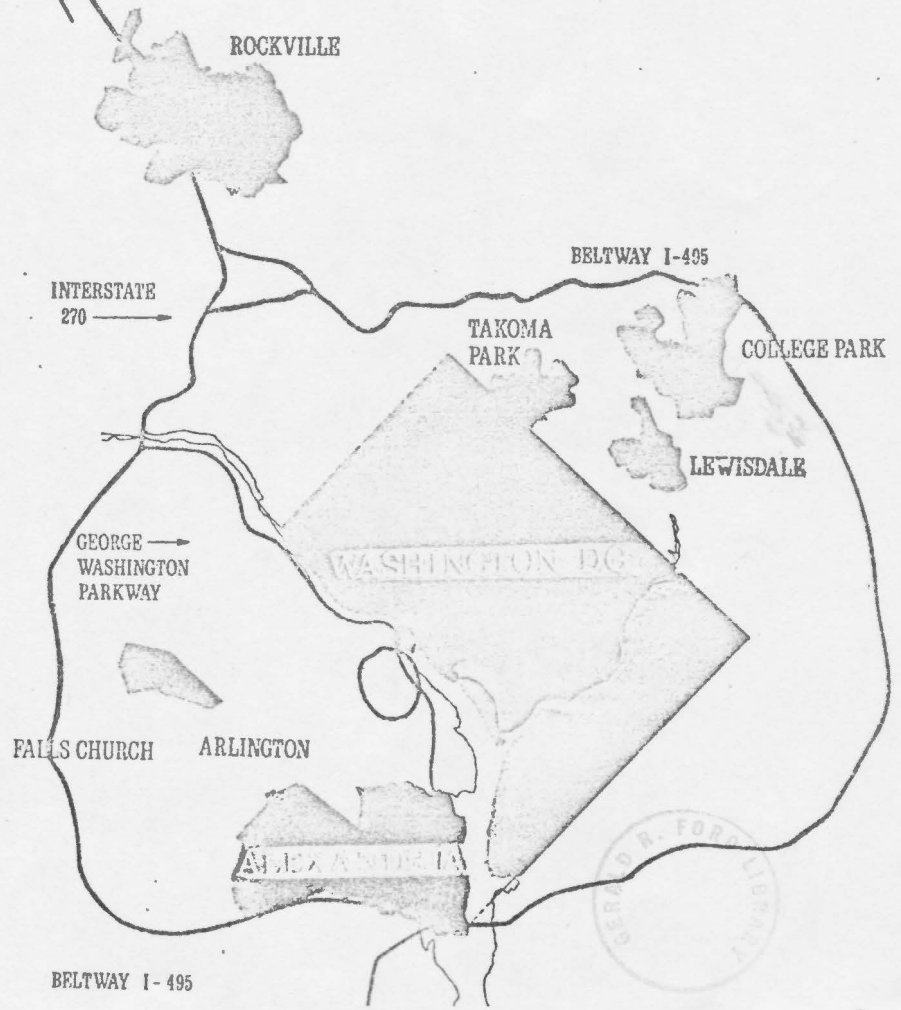 ROCKVILLE
BELTWAY I-495
INTERSTATE
270
TAKOMA
PARK
COLLEGE PARK
LEWISDALE
GEORGE
WASHINGTON
PARKWAY
WASHINGTON DC
FALLS CHURCH
ARLINGTON
ALEXANDRIA
GERALD R. FORD LIBRARY
BELTWAY I-495